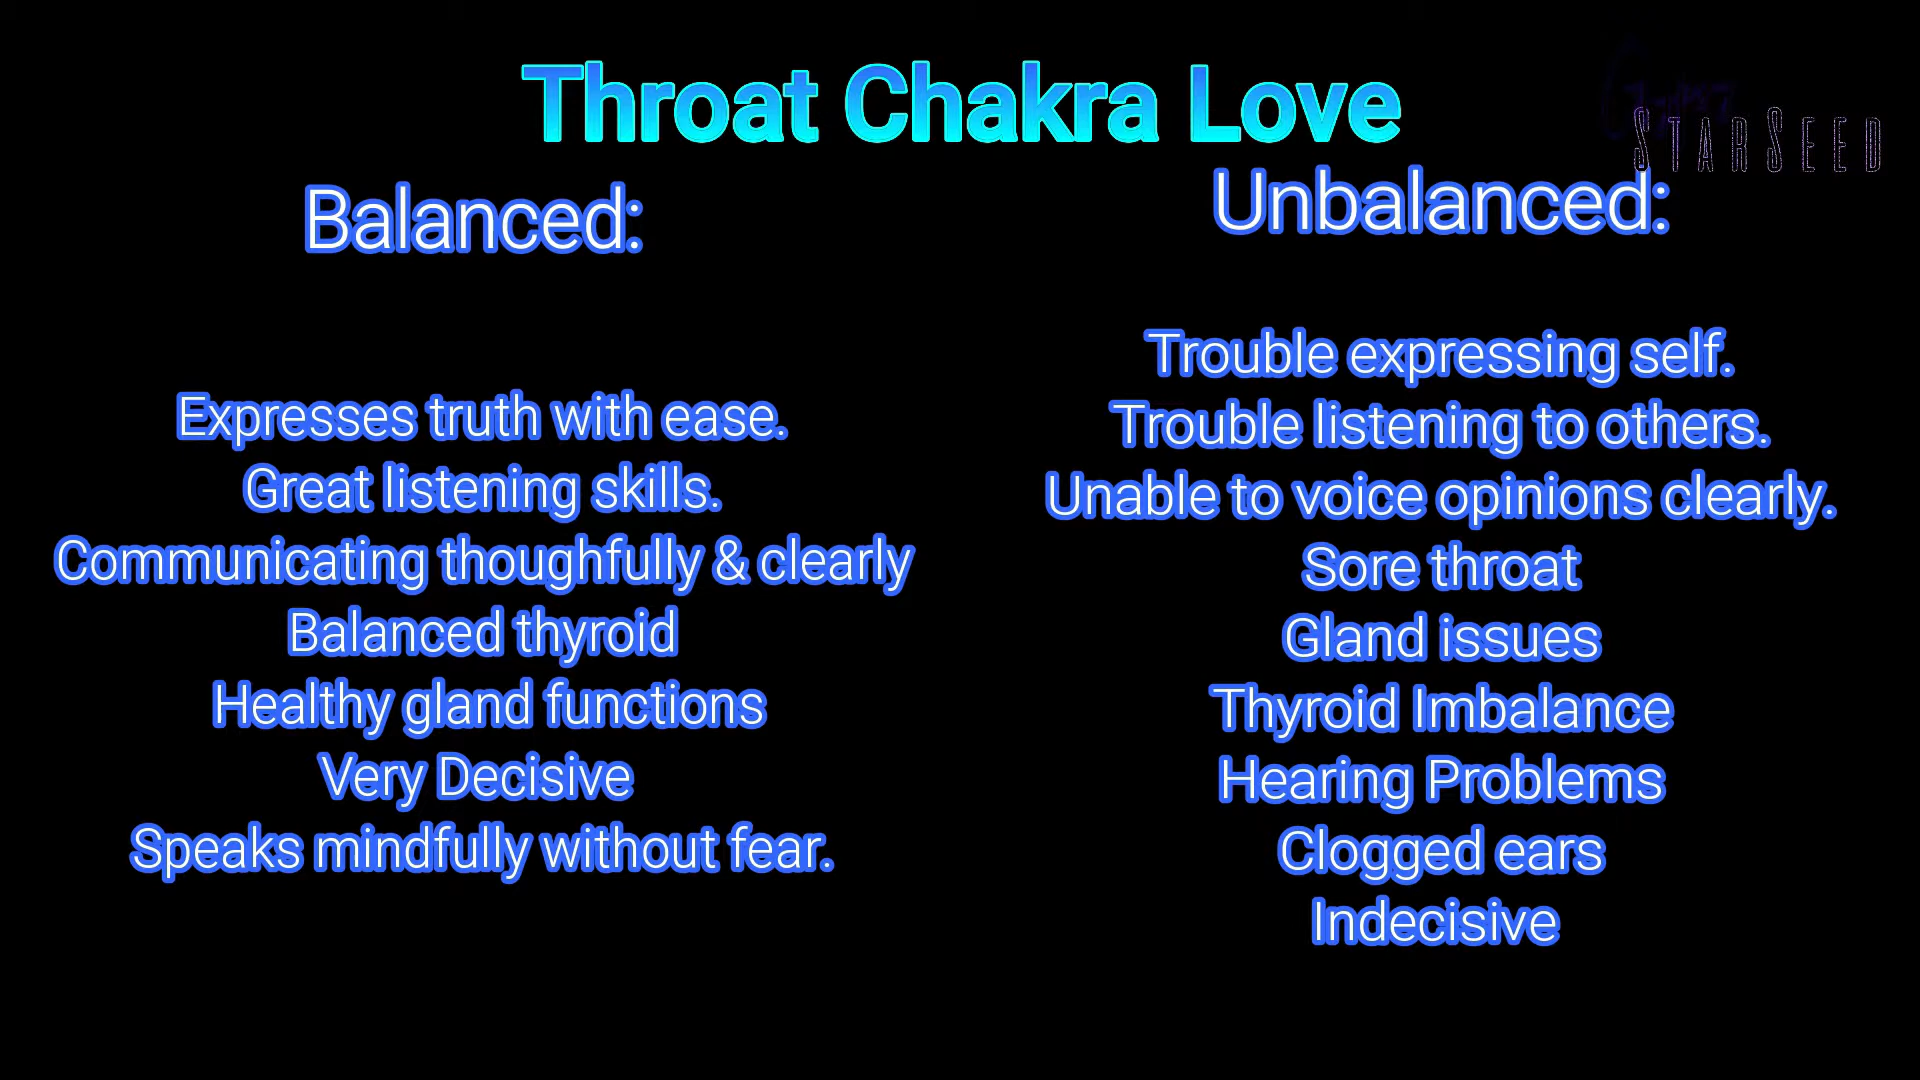 Throat Chakra Love
STARSEED
Balanced:
Expresses truth with ease.
Great listening skills.
Communicating thoughfully & clearly
Balanced thyroid
Healthy gland functions
Very Decisive
Speaks mindfully without fear.
Unbalanced:
Trouble expressing self.
Trouble listening to others.
Unable to voice opinions clearly.
Sore throat
Gland issues
Thyroid Imbalance
Hearing Problems
Clogged ears
Indecisive